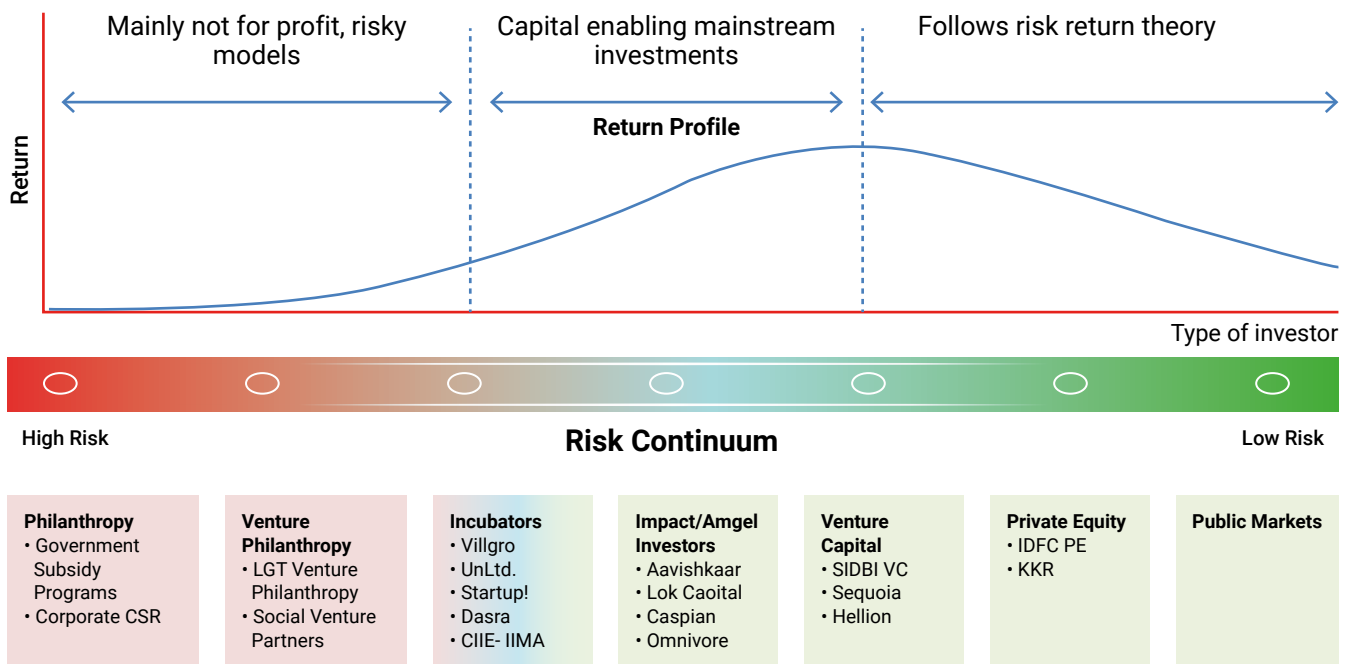 Mainly not for profit, risky
models
Capital enabling mainstream
investments
Follows risk return theory
Return Profile
Return
Type of investor
High Risk
Risk Continuum
Low Risk
Philanthropy
• Government
Subsidy
Programs
• Corporate CSR
Venture
Philanthropy
• LGT Venture
Philanthropy
• Social Venture
Partners
Incubators
• Villgro
• UnLtd.
• Startup!
• Dasra
• CIIE- IIMA
Impact/Amgel
Investors
• Aavishkaar
• Lok Caoital
• Caspian
• Omnivore
Venture
Capital
• SIDBI VC
• Sequoia
• Hellion
Private Equity
• IDFC PE
• KKR
Public Markets